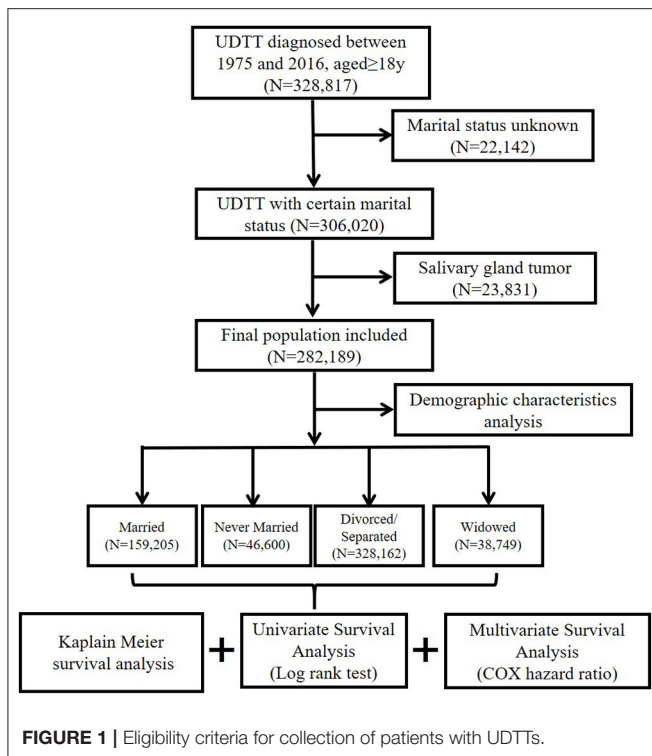 UDTT diagnosed between
1975 and 2016, aged≥18y
(N=328,817)
Marital status unknown
(N=22,142)
UDTT with certain marital
status (N=306,020)
Salivary gland tumor
(N=23,831)
Final population included
(N=282,189)
Demographic characteristics
analysis
Married
(N=159,205)
Never Married
(N=46,600)
Divorced/
Separated
(N=328,162)
Widowed
(N=38,749)
Kaplain Meier
survival analysis
+
Univariate Survival
Analysis
(Log rank test)
+
Multivariate Survival
Analysis
(COX hazard ratio)
FIGURE 1 | Eligibility criteria for collection of patients with UDTTs.